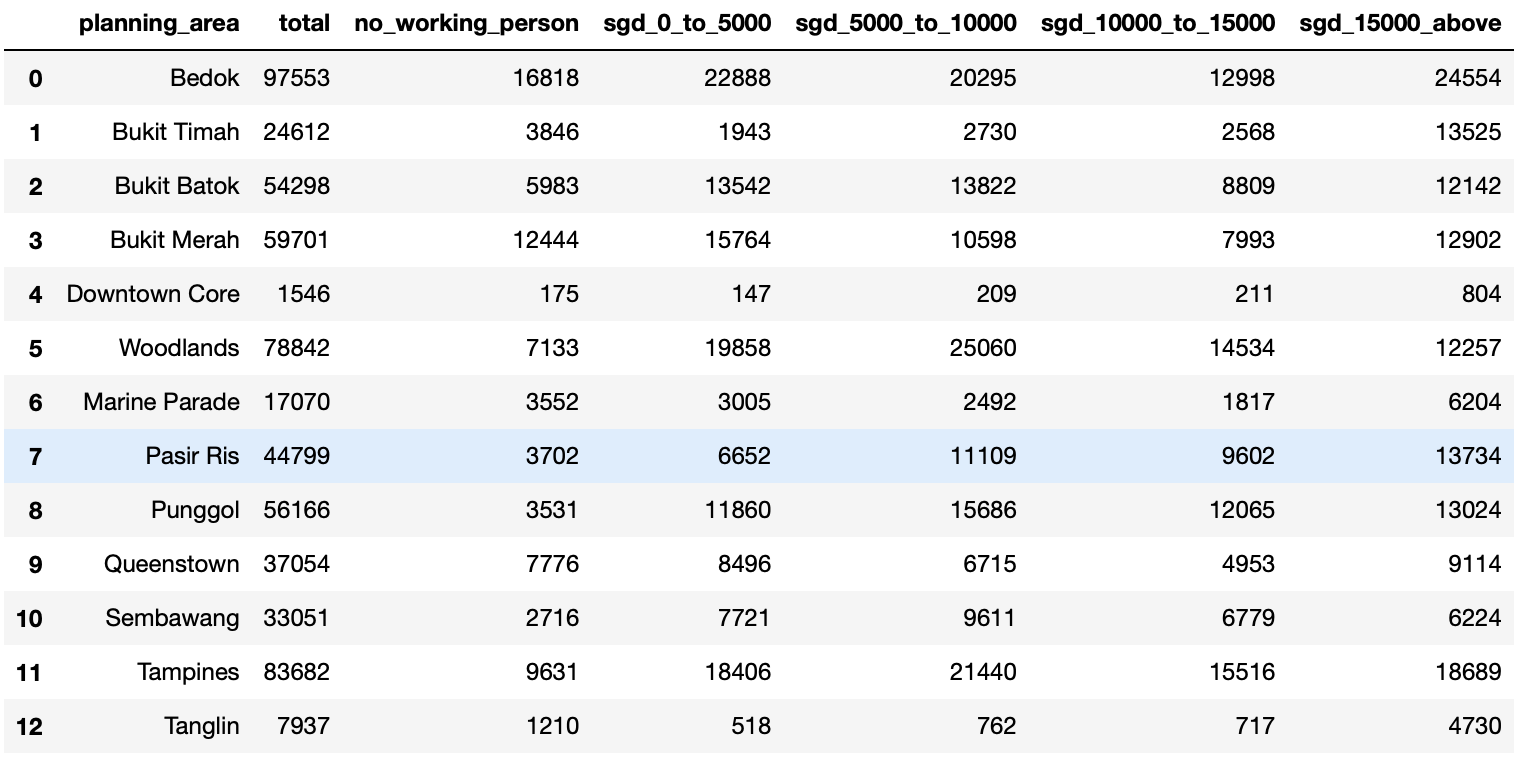 planning_area total no_working_person sgd_0_to_5000 sgd_5000_to_10000 sgd_10000_to_15000 sgd_15000_above
0 Bedok 97553 16818 22888 20295 12998 24554
1 Bukit Timah 24612 3846 1943 2730 2568 13525
2 Bukit Batok 54298 5983 13542 13822 8809 12142
3 Bukit Merah 59701 12444 15764 10598 7993 12902
4 Downtown Core 1546 175 147 209 211 804
5 Woodlands 78842 7133 19858 25060 14534 12257
6 Marine Parade 17070 3552 3005 2492 1817 6204
7 Pasir Ris 44799 3702 6652 11109 9602 13734
8 Punggol 56166 3531 11860 15686 12065 13024
9 Queenstown 37054 7776 8496 6715 4953 9114
10 Sembawang 33051 2716 7721 9611 6779 6224
11 Tampines 83682 9631 18406 21440 15516 18689
12 Tanglin 7937 1210 518 762 717 4730